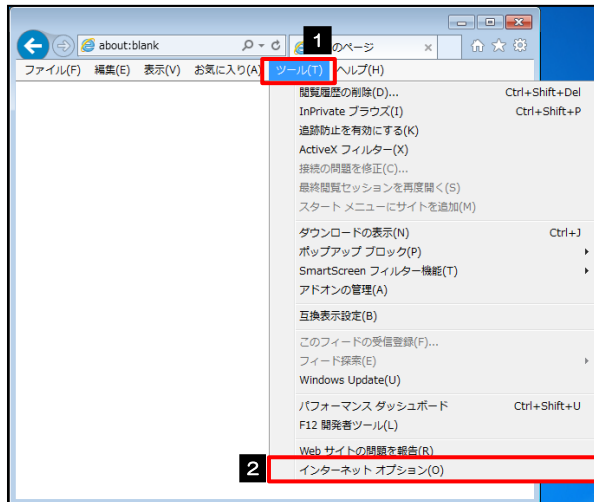 1
about:blank
のページ
ファイル(F) 編集(E) 表示(V) お気に入り(A) ツール(T) ヘルプ(H)
閲覧履歴の削除(D)... Ctrl+Shift+Del
InPrivate ブラウズ(I) Ctrl+Shift+P
追跡防止を有効にする(K)
ActiveX フィルター(X)
接続の問題を修正(C)...
最終閲覧セッションを再度開く(S)
スタート メニューにサイトを追加(M)
ダウンロードの表示(N) Ctrl+J
ポップアップ ブロック(P)
SmartScreen フィルター機能(T)
アドオンの管理(A)
互換表示設定(B)
このフィードの受信登録(F)...
フィード探索(E)
Windows Update(U)
パフォーマンス ダッシュボード Ctrl+Shift+U
F12 開発者ツール(L)
Web サイトの問題を報告(R)
2 インターネット オプション(O)